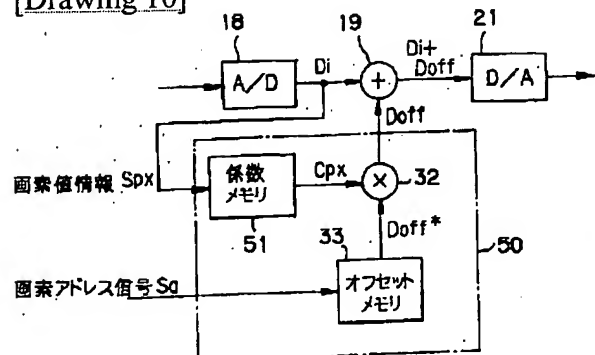 [Drawing 10]
18
19
21
Di+
Doff
A/D
Di
+
D/A
Doff
画素値情報 Spx
係数
メモリ
Cpx
×
32
51
Doff*
33
50
画素アドレス信号 Sa
オフセット
メモリ